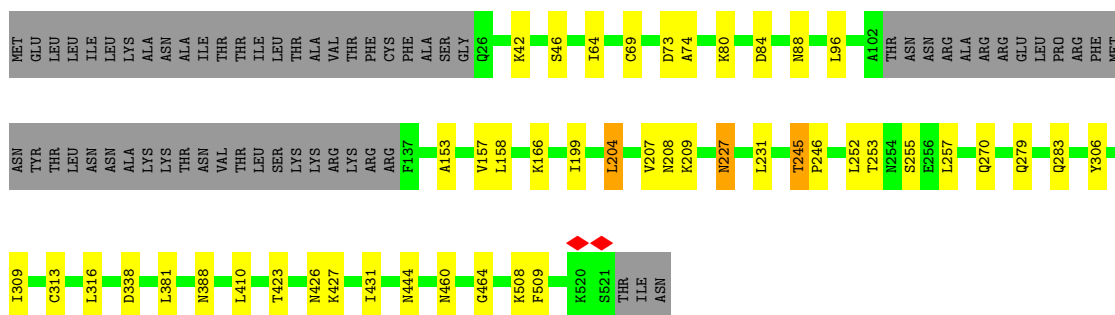 MET GLU LEU LEU ILE LEU LYS ALA ASN ALA ILE THR THR ILE LEU THR ALA VAL THR PHE CYS PHE ALA SER GLY Q26 K42 S46 I64 C69 D73 A74 K80 D84 N88 L96 A102 THR ASN ASN ARG ALA ARG ARG GLU LEU PRO ARG PHE MET
ASN TYR THR LEU ASN ASN ALA LYS LYS THR ASN VAL THR LEU SER LYS LYS ARG LYS ARG ARG F137 A153 V157 L158 K166 I199 L204 V207 N208 K209 N227 L231 T245 P246 L252 T253 N254 S255 E256 L257 Q270 Q279 Q283 Y306
I309 C313 L316 D338 L381 N388 L410 T423 N426 K427 I431 N444 N460 G464 K508 F509 K520 S521 THR ILE ASN